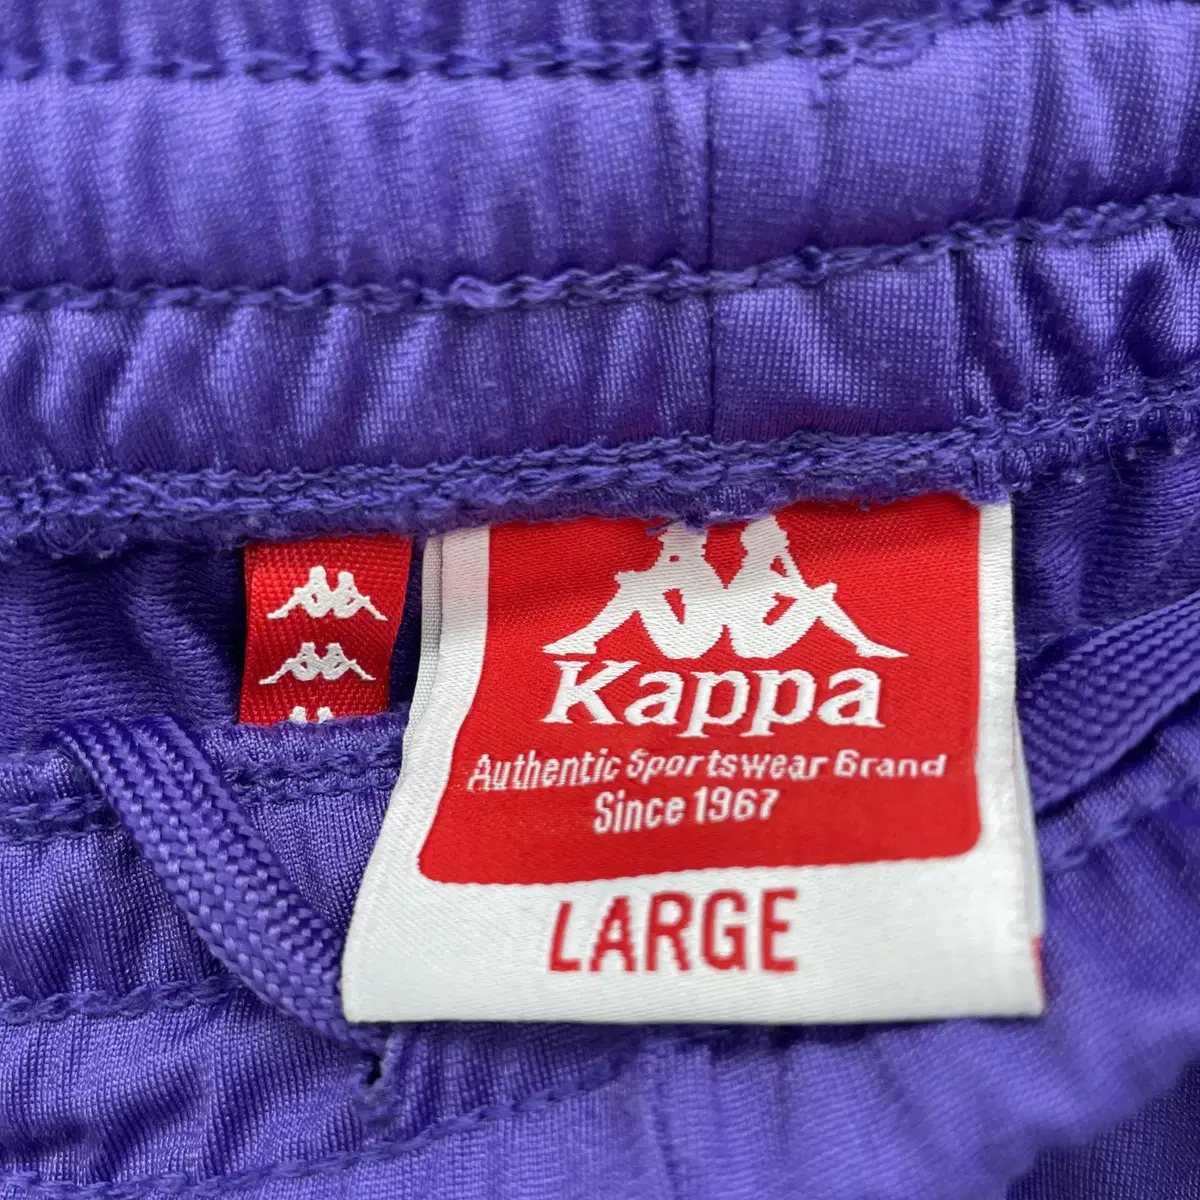 Kappa
Authentic Sportswear Brand
Since 1967
LARGE